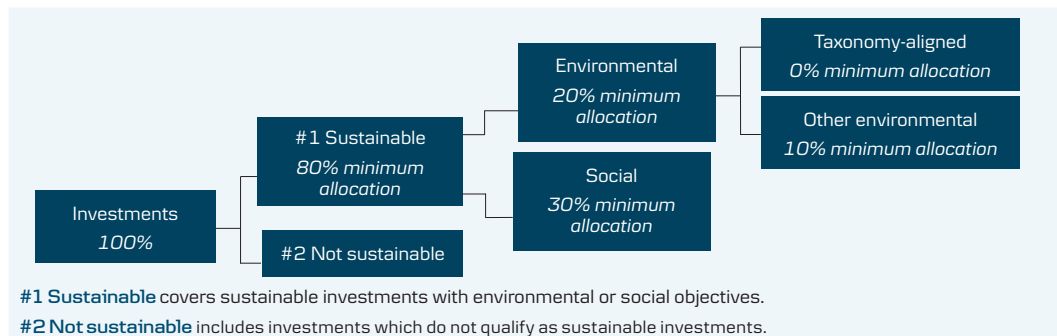 Investments
100%
#1 Sustainable
80% minimum
allocation
#2 Not sustainable
Environmental
20% minimum
allocation
Social
30% minimum
allocation
Taxonomy-aligned
0% minimum allocation
Other environmental
10% minimum allocation
#1 Sustainable covers sustainable investments with environmental or social objectives.
#2 Not sustainable includes investments which do not qualify as sustainable investments.